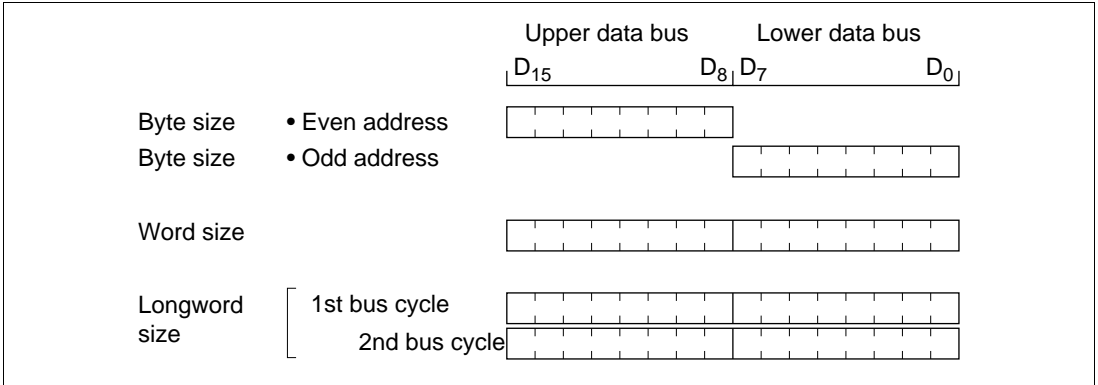 Upper data bus Lower data bus
D15 D8 D7 D0
Byte size • Even address
Byte size • Odd address
Word size
Longword size 1st bus cycle
2nd bus cycle